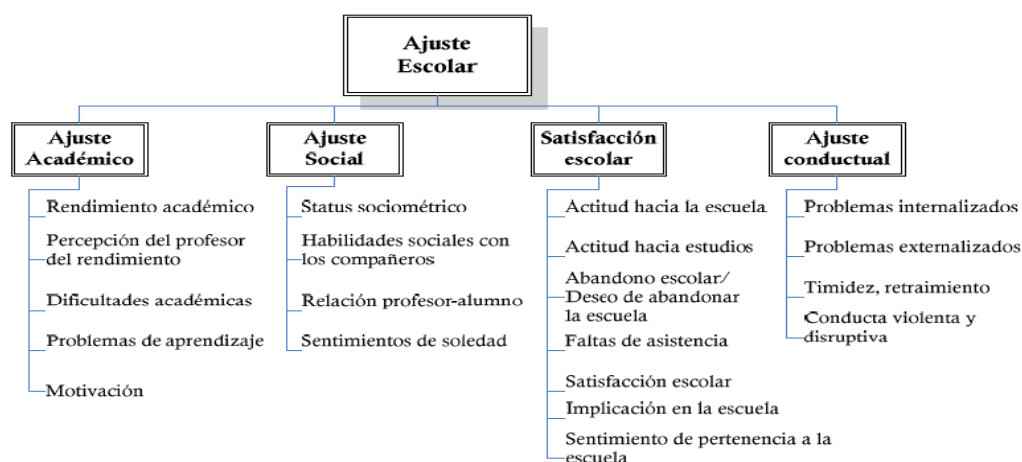 Ajuste
Escolar
Ajuste
Académico
Rendimiento académico
Percepción del profesor
del rendimiento
Dificultades académicas
Problemas de aprendizaje
Motivación
Ajuste
Social
Status sociométrico
Habilidades sociales con
los compañeros
Relación profesor-alumno
Sentimientos de soledad
Satisfacción
escolar
Actitud hacia la escuela
Actitud hacia estudios
Abandono escolar/
Deseo de abandonar
la escuela
Faltas de asistencia
Satisfacción escolar
Implicación en la escuela
Sentimiento de pertenencia a la
escuela
Ajuste
conductual
Problemas internalizados
Problemas externalizados
Timidez, retraimiento
Conducta violenta y
disruptiva